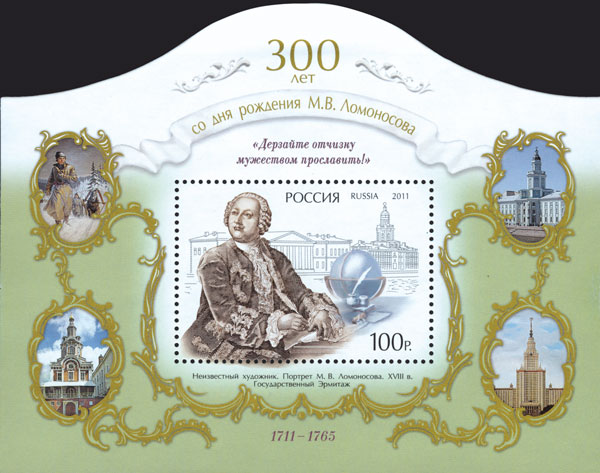 300
лет
со дня рождения М.В. Ломоносова
«Дерзайте отчизну
мужеством прославить!»
РОССИЯ RUSSIA 2011
100р.
Неизвестный художник. Портрет М. В. Ломоносова. XVIII в.
Государственный Эрмитаж
1711–1765